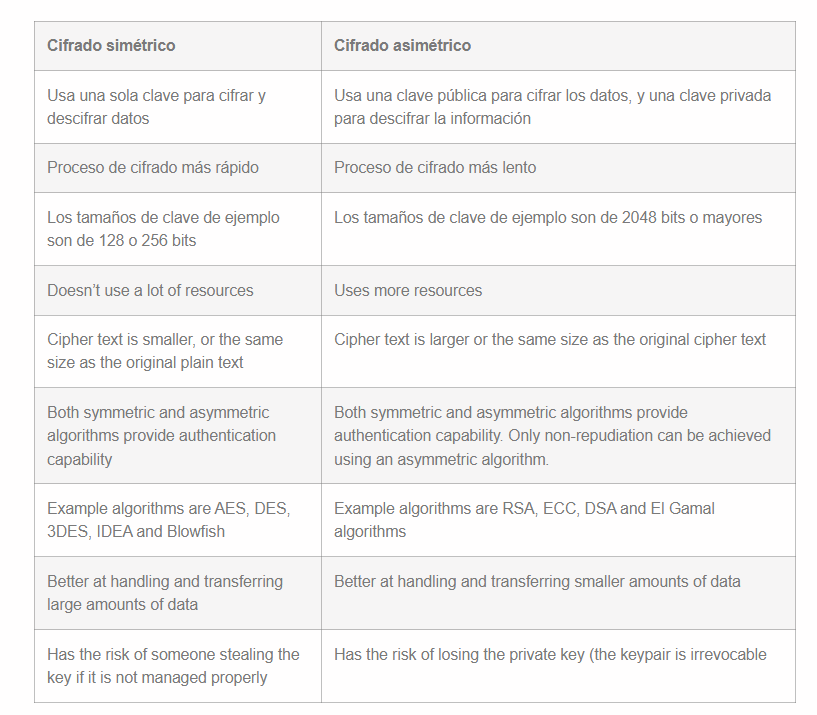 Cifrado simétrico
Cifrado asimétrico
Usa una sola clave para cifrar y
descifrar datos
Usa una clave pública para cifrar los datos, y una clave privada
para descifrar la información
Proceso de cifrado más rápido
Proceso de cifrado más lento
Los tamaños de clave de ejemplo
son de 128 o 256 bits
Los tamaños de clave de ejemplo son de 2048 bits o mayores
Doesn’t use a lot of resources
Uses more resources
Cipher text is smaller, or the same
size as the original plain text
Cipher text is larger or the same size as the original cipher text
Both symmetric and asymmetric
algorithms provide authentication
capability
Both symmetric and asymmetric algorithms provide
authentication capability. Only non-repudiation can be achieved
using an asymmetric algorithm.
Example algorithms are AES, DES,
3DES, IDEA and Blowfish
Example algorithms are RSA, ECC, DSA and El Gamal
algorithms
Better at handling and transferring
large amounts of data
Better at handling and transferring smaller amounts of data
Has the risk of someone stealing the
key if it is not managed properly
Has the risk of losing the private key (the keypair is irrevocable